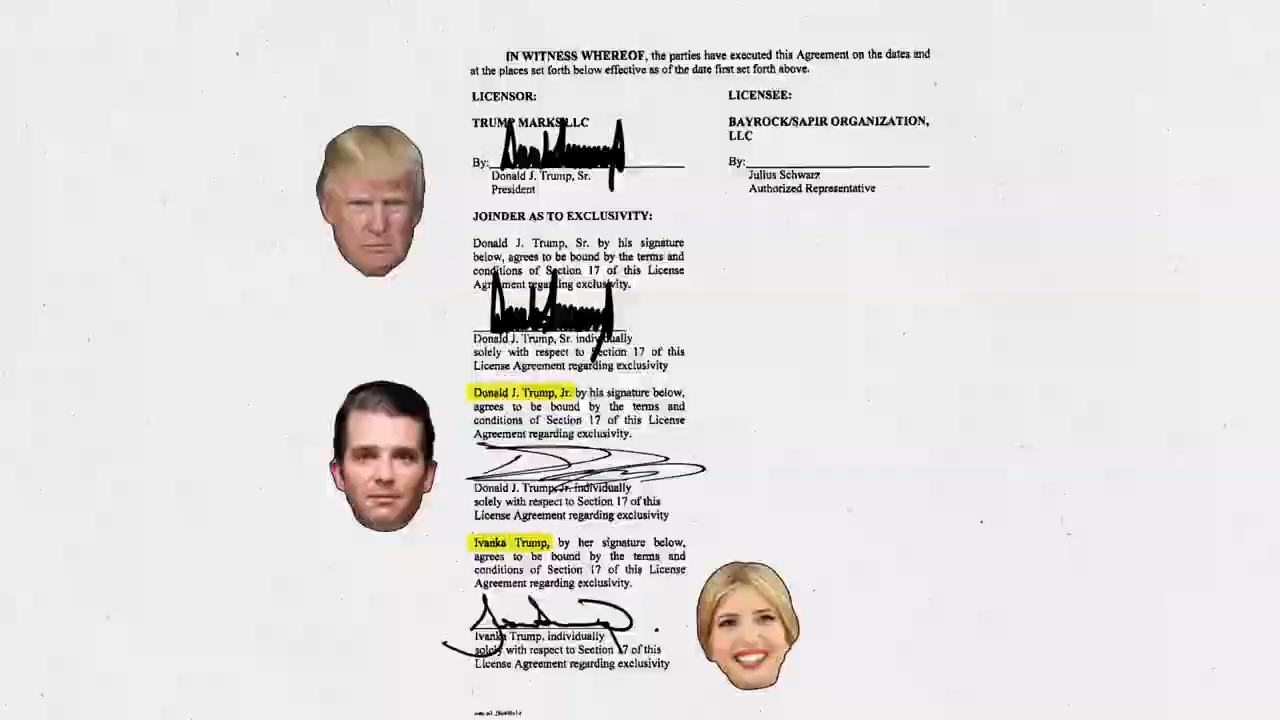 IN WITNESS WHEREOF, the parties have executed this Agreement on the dates and
at the places set forth below effective as of the date first set forth above.
LICENSOR:
TRUMP MARKS LLC
By:
Donald J. Trump, Sr.
President
LICENSEE:
BAYROCK/SAPIR ORGANIZATION,
LLC
By:
Julius Schwarz
Authorized Representative
JOINDER AS TO EXCLUSIVITY:
Donald J. Trump, Sr. by his signature
below, agrees to be bound by the terms and
conditions of Section 17 of this License
Agreement regarding exclusivity.
Donald J. Trump, Sr. individually
solely with respect to Section 17 of this
License Agreement regarding exclusivity
Donald J. Trump, Jr. by his signature below,
agrees to be bound by the terms and
conditions of Section 17 of this License
Agreement regarding exclusivity.
Donald J. Trump, Jr. individually
solely with respect to Section 17 of this
License Agreement regarding exclusivity
Ivanka Trump, by her signature below,
agrees to be bound by the terms and
conditions of Section 17 of this License
Agreement regarding exclusivity.
Ivanka Trump, individually
solely with respect to Section 17 of this
License Agreement regarding exclusivity